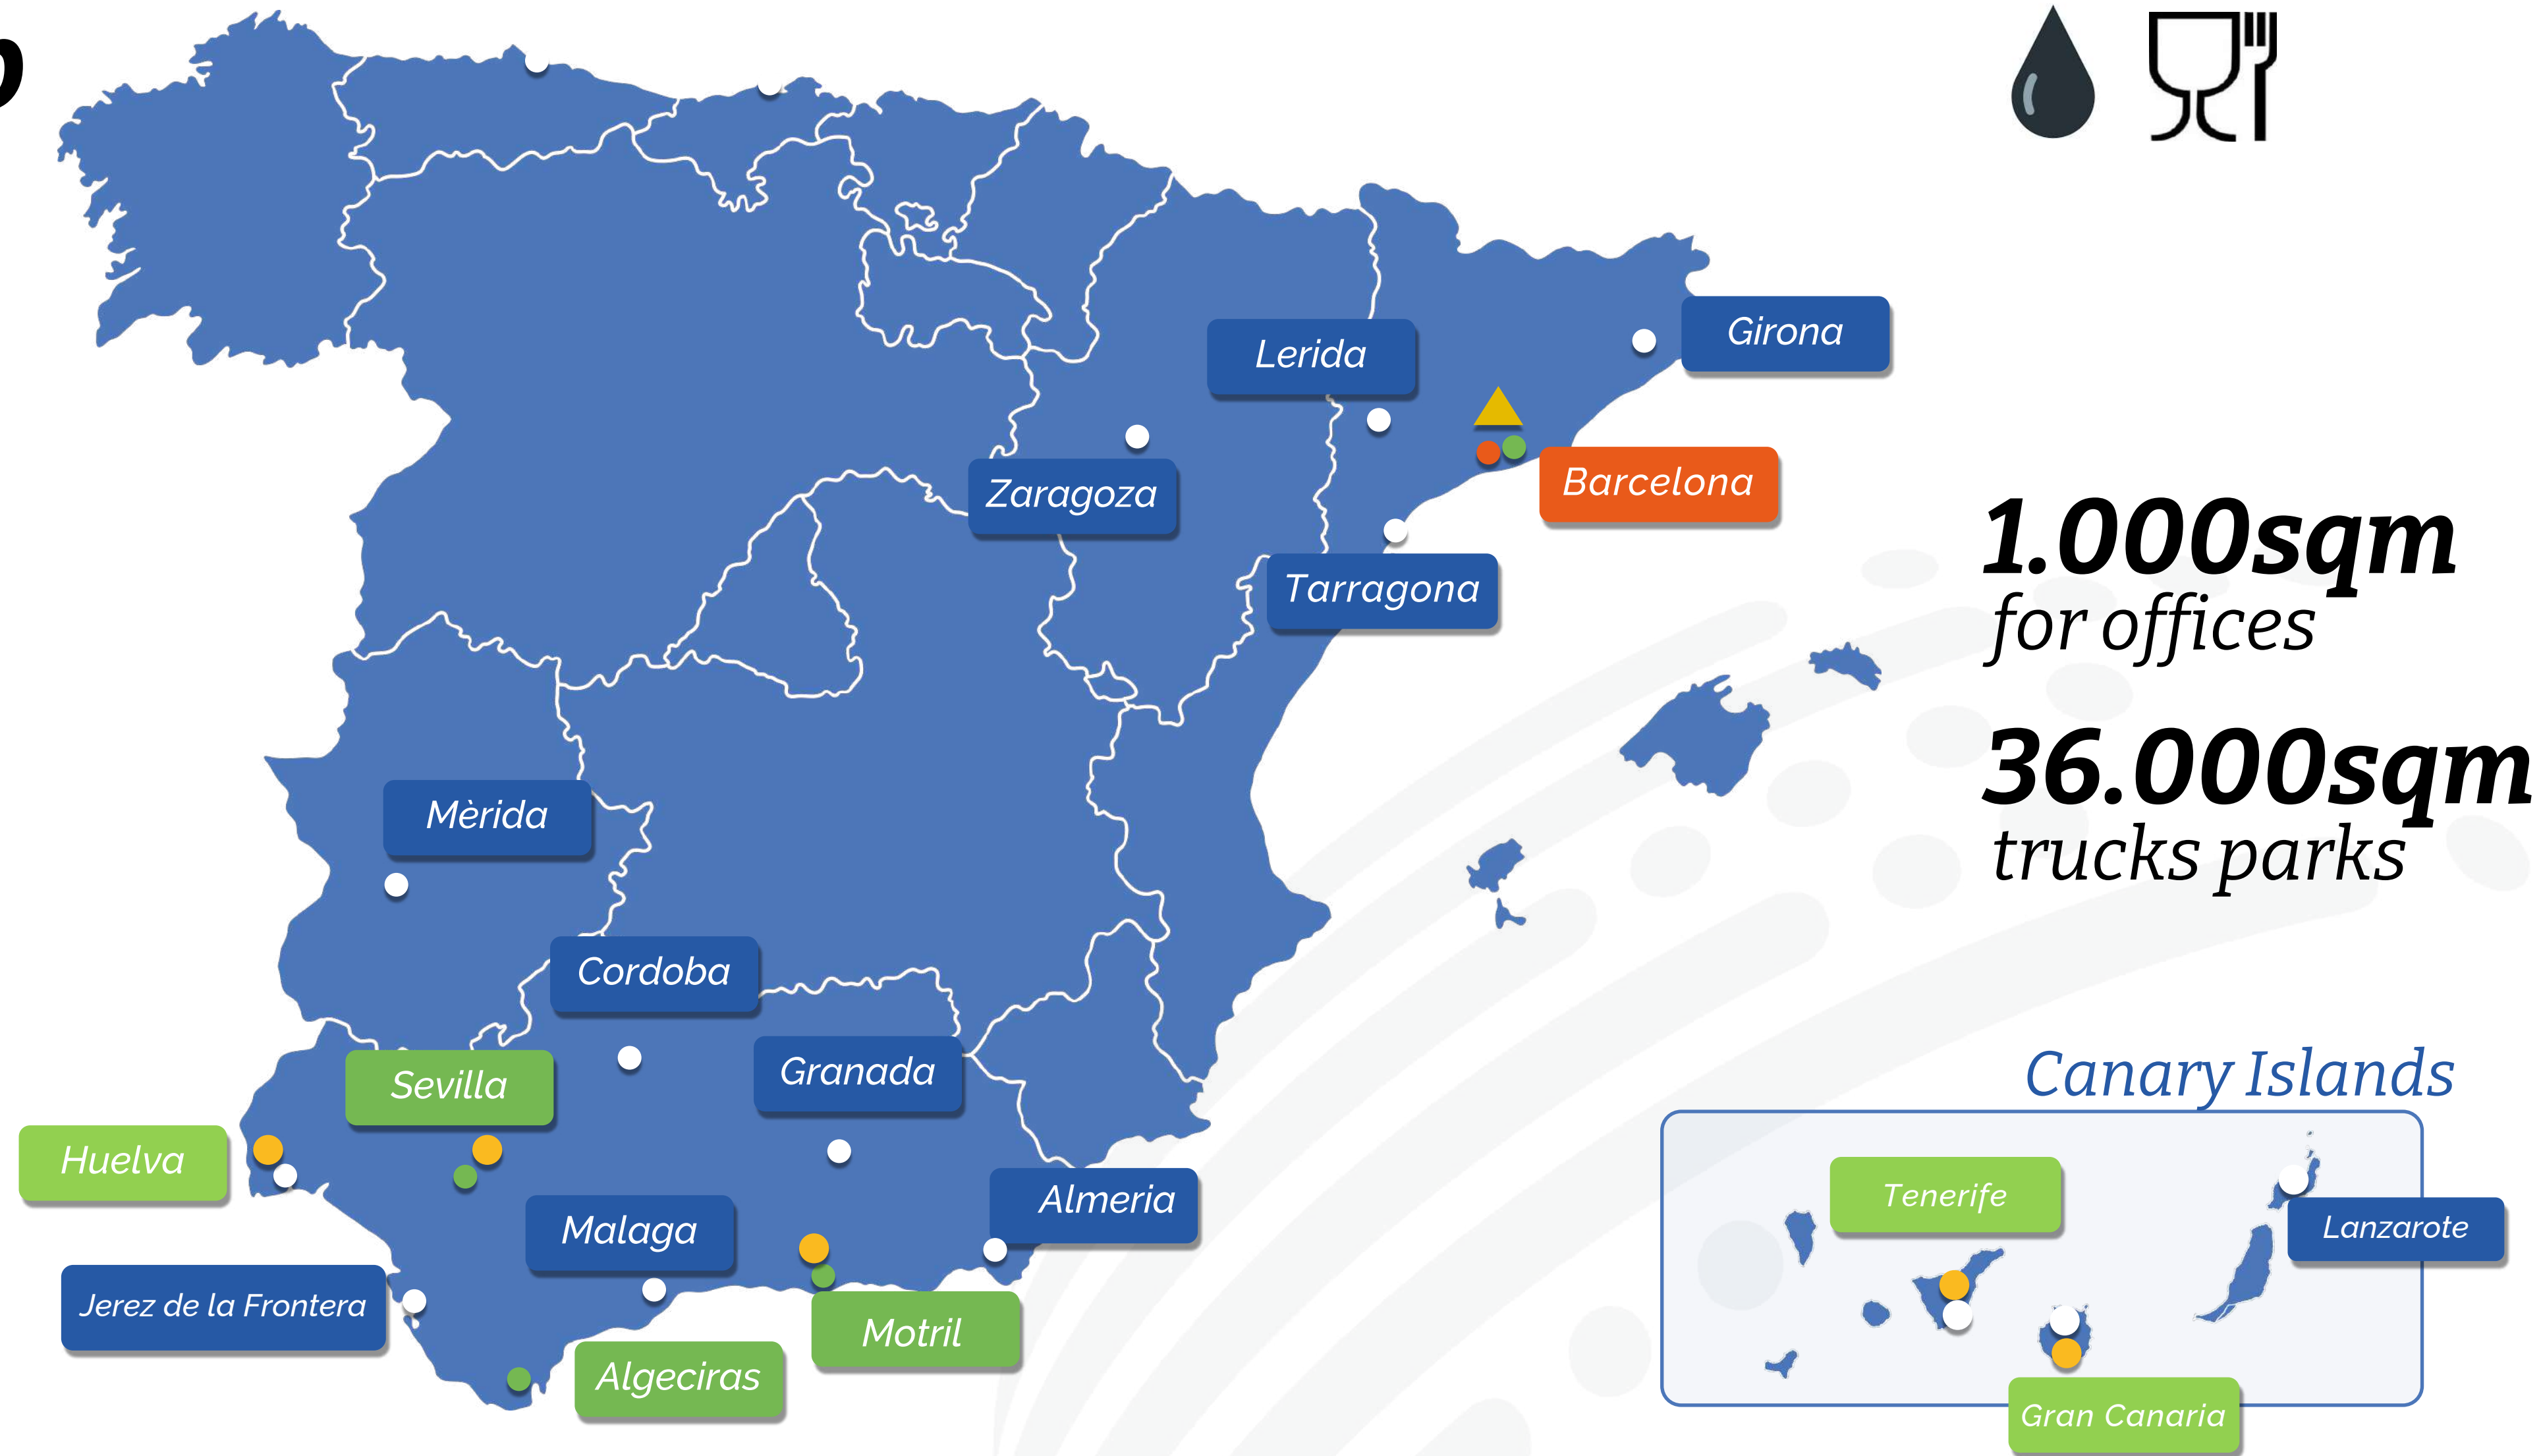 Girona
Lerida
Barcelona
Zaragoza
Tarragona
1.000sqm
for offices
36.000sqm
trucks parks
Mèrida
Cordoba
Granada
Sevilla
Huelva
Almeria
Malaga
Jerez de la Frontera
Motril
Algeciras
Canary Islands
Tenerife
Lanzarote
Gran Canaria